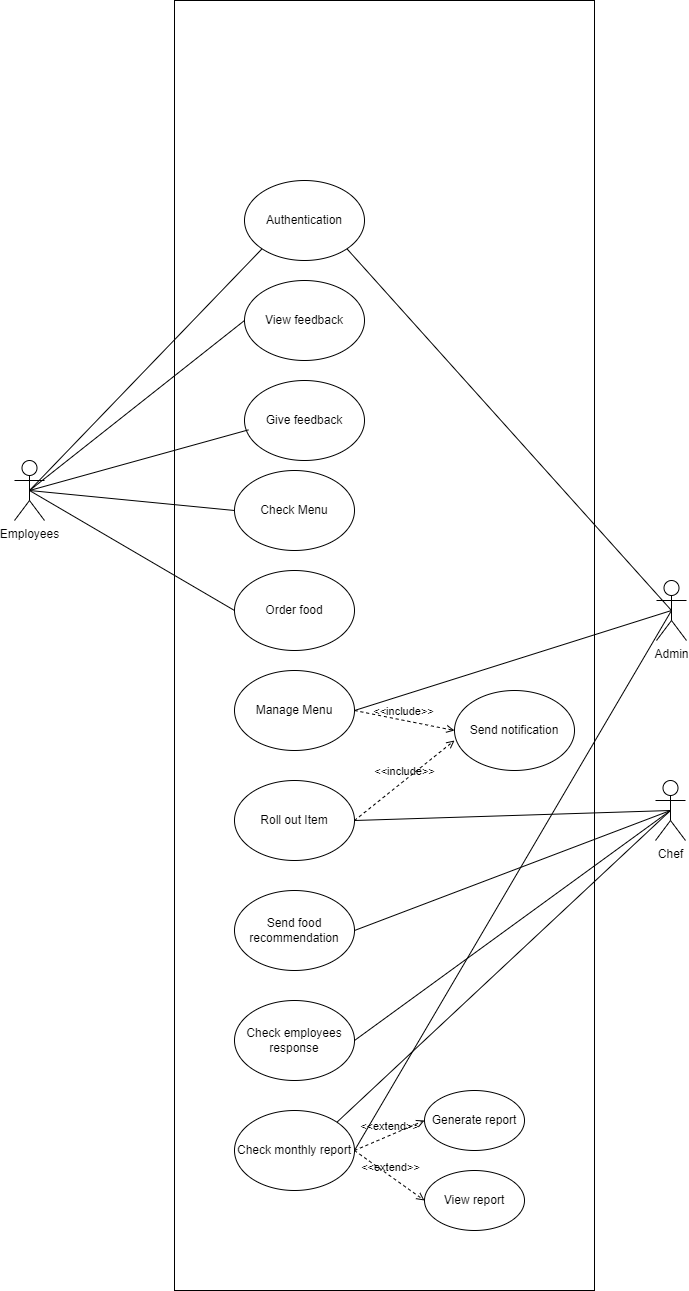 Authentication
View feedback
Give feedback
Employees
Check Menu
Order food
Admin
Manage Menu
<<include>>
Send notification
<<include>>
Roll out Item
Chef
Send food
recommendation
Check employees
response
Check monthly report
<<extend>>
Generate report
<<extend>>
View report